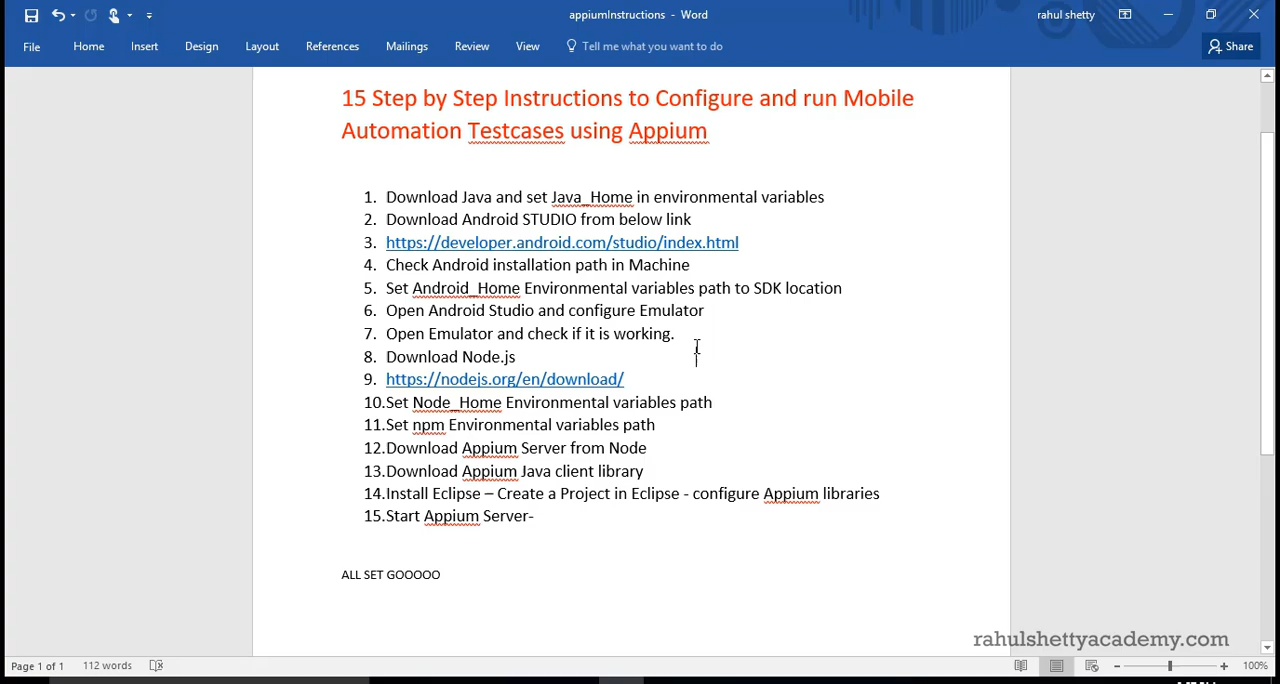 appiumInstructions - Word
rahul shetty
File Home Insert Design Layout References Mailings Review View Tell me what you want to do Share
15 Step by Step Instructions to Configure and run Mobile
Automation Testcases using Appium
1. Download Java and set Java_Home in environmental variables
2. Download Android STUDIO from below link
3. https://developer.android.com/studio/index.html
4. Check Android installation path in Machine
5. Set Android_Home Environmental variables path to SDK location
6. Open Android Studio and configure Emulator
7. Open Emulator and check if it is working.
8. Download Node.js
9. https://nodejs.org/en/download/
10.Set Node_Home Environmental variables path
11.Set npm Environmental variables path
12.Download Appium Server from Node
13.Download Appium Java client library
14.Install Eclipse – Create a Project in Eclipse - configure Appium libraries
15.Start Appium Server-
ALL SET GOOOOO
rahulshettyacademy.com
Page 1 of 1 112 words 100%